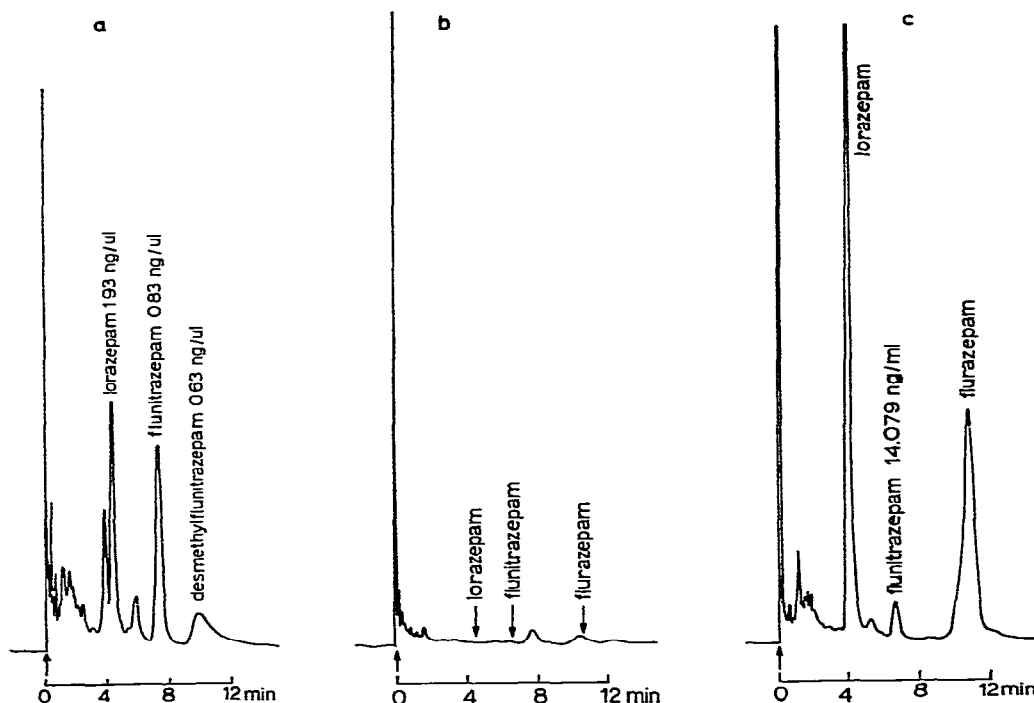 a
lorazepam 193 ng/ul
flunitrazepam 083 ng/ul
desmethylflunitrazepam 063 ng/ul
0 4 8 12 min
b
lorazepam
flunitrazepam
flurazepam
0 4 8 12 min
c
lorazepam
flunitrazepam 14.079 ng/ml
flurazepam
0 4 8 12 min